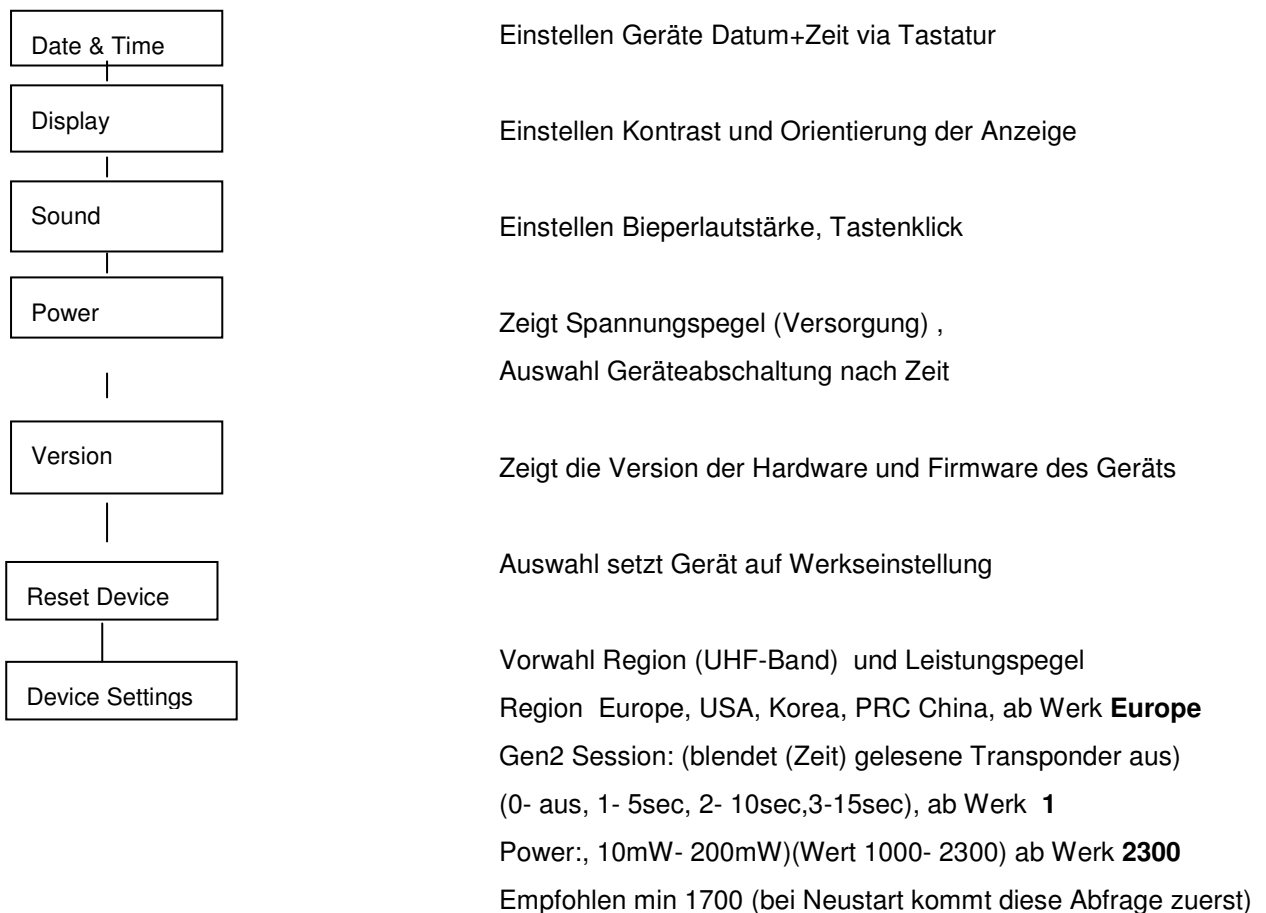 Date & Time
Einstellen Geräte Datum+Zeit via Tastatur
Display
Einstellen Kontrast und Orientierung der Anzeige
Sound
Einstellen Bieperlautstärke, Tastenklick
Power
Zeigt Spannungspegel (Versorgung) ,
Auswahl Geräteabschaltung nach Zeit
Version
Zeigt die Version der Hardware und Firmware des Geräts
Auswahl setzt Gerät auf Werkseinstellung
Reset Device
Vorwahl Region (UHF-Band) und Leistungspegel
Device Settings
Region Europe, USA, Korea, PRC China, ab Werk Europe
Gen2 Session: (blendet (Zeit) gelesene Transponder aus)
(0- aus, 1- 5sec, 2- 10sec,3-15sec), ab Werk 1
Power:, 10mW- 200mW)(Wert 1000- 2300) ab Werk 2300
Empfohlen min 1700 (bei Neustart kommt diese Abfrage zuerst)